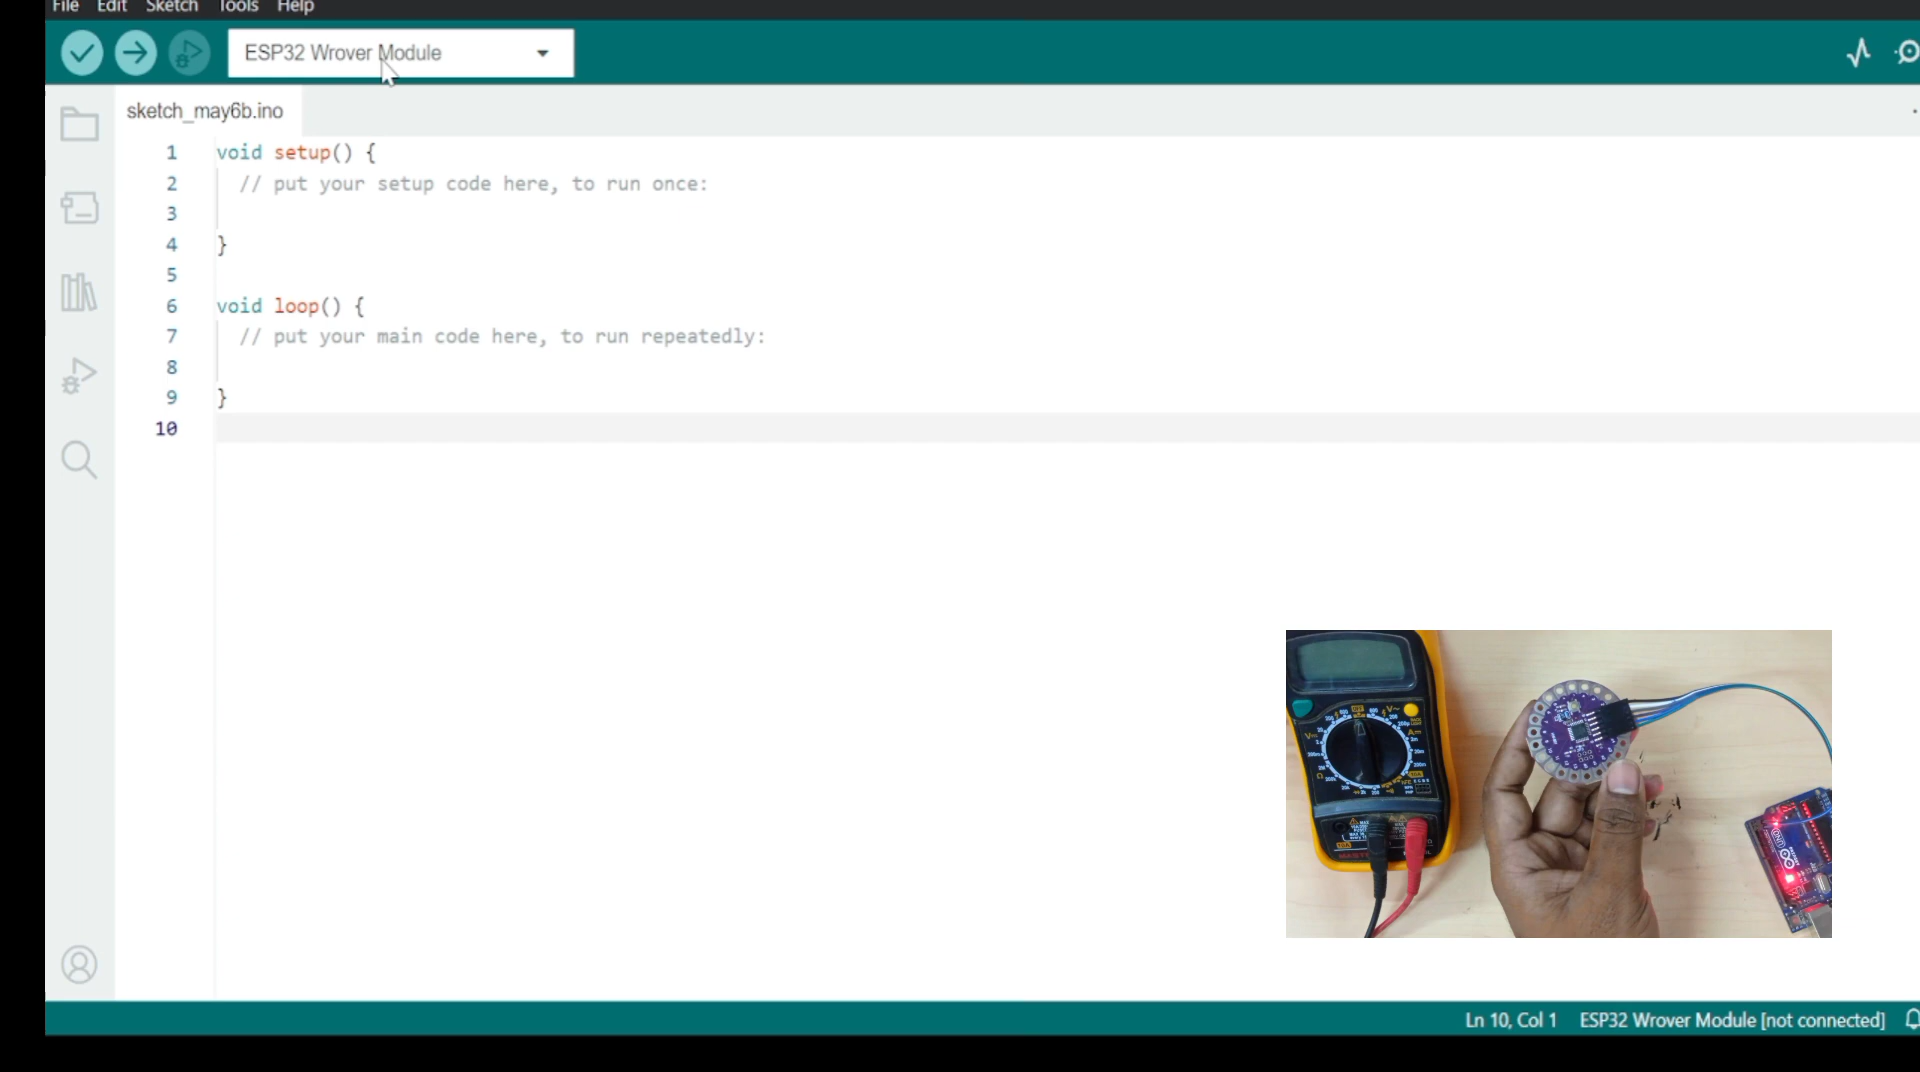 File Edit Sketch Tools Help
ESP32 Wrover Module
sketch_may6b.ino
1 void setup() {
2 // put your setup code here, to run once:
3
4 }
5
6 void loop() {
7 // put your main code here, to run repeatedly:
8
9 }
10
OFF
UNO
Ln 10, Col 1 ESP32 Wrover Module [not connected]